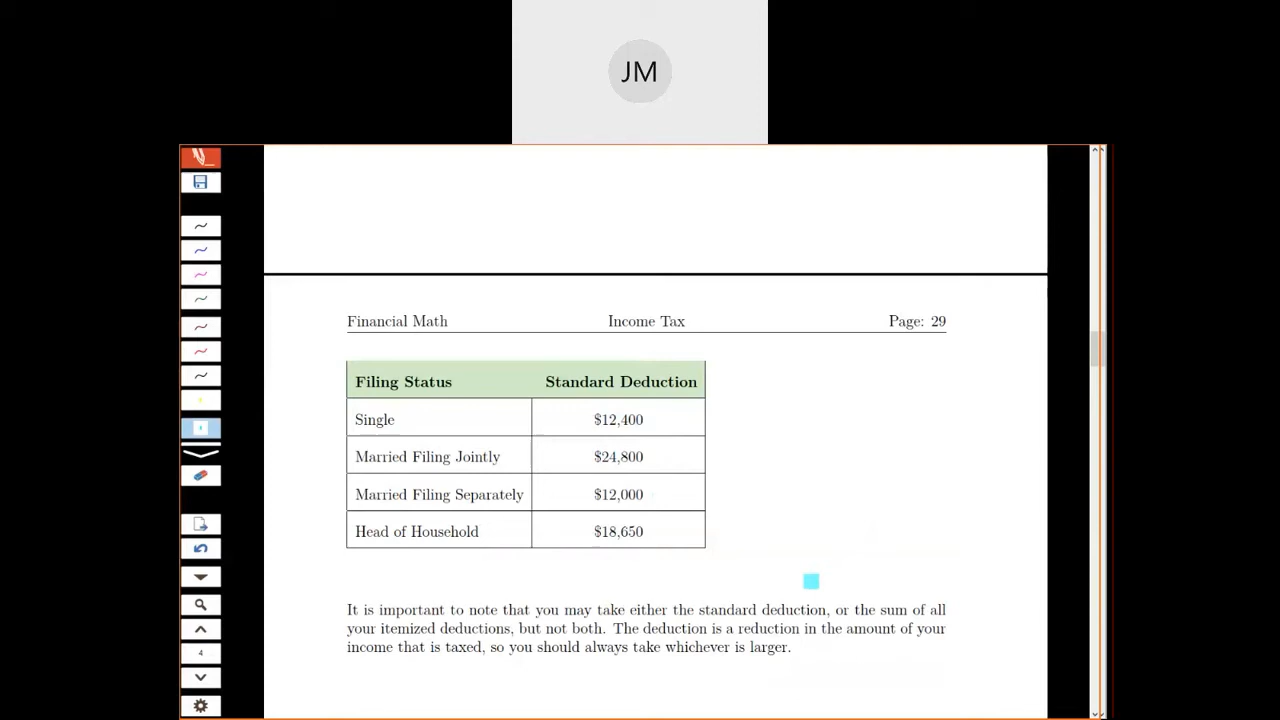 JM
Financial Math Income Tax Page: 29
Filing Status Standard Deduction
Single $12,400
Married Filing Jointly $24,800
Married Filing Separately $12,000
Head of Household $18,650
It is important to note that you may take either the standard deduction, or the sum of all
your itemized deductions, but not both. The deduction is a reduction in the amount of your
income that is taxed, so you should always take whichever is larger.
4